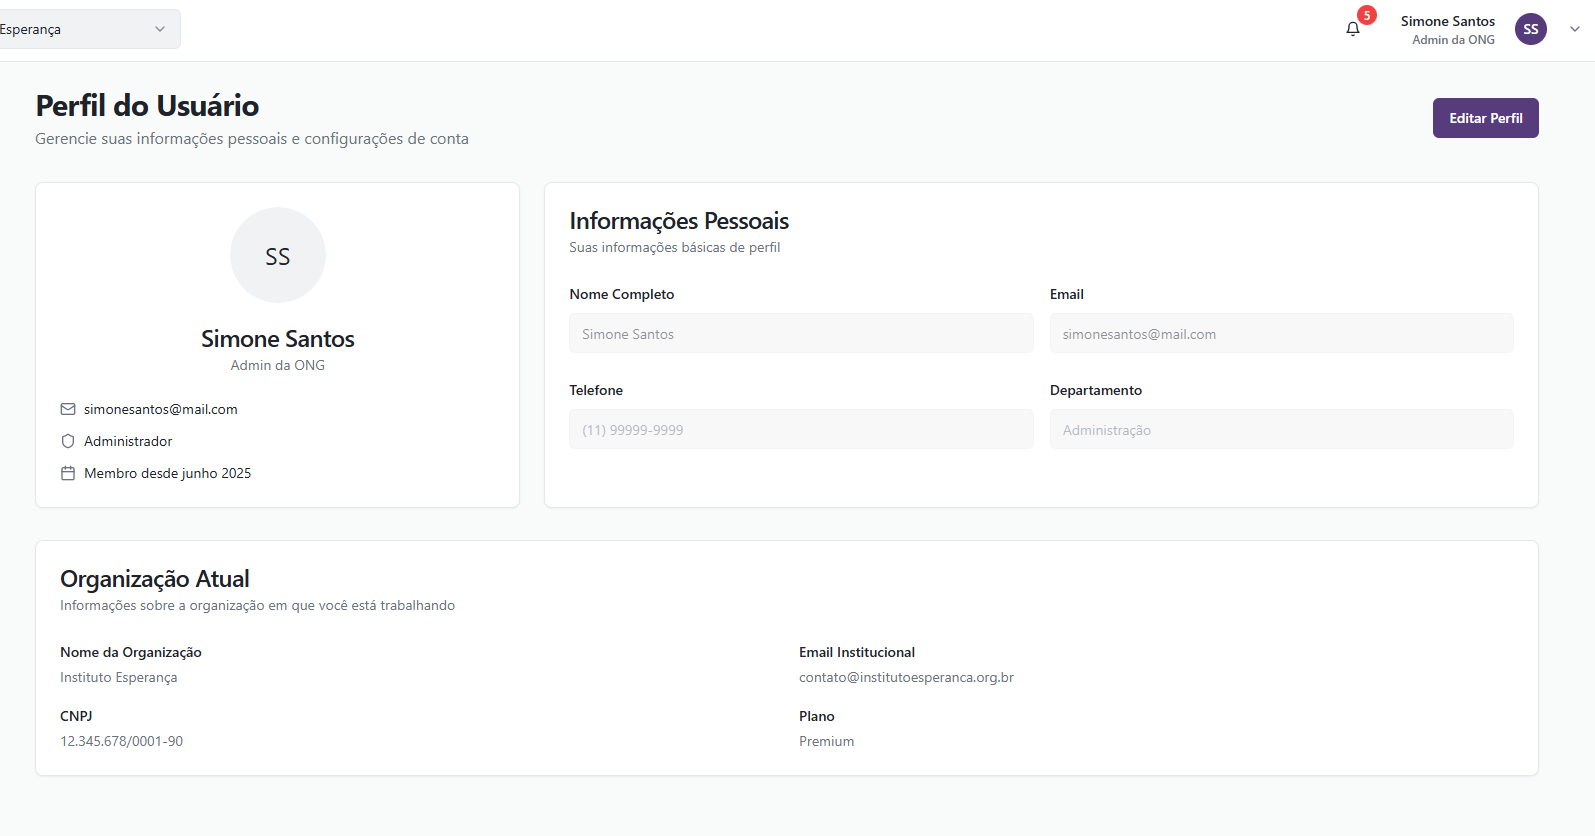 Esperança
5
Simone Santos
Admin da ONG
SS
Perfil do Usuário
Gerencie suas informações pessoais e configurações de conta
Editar Perfil
SS
Simone Santos
Admin da ONG
simonesantos@mail.com
Administrador
Membro desde junho 2025
Informações Pessoais
Suas informações básicas de perfil
Nome Completo
Simone Santos
Email
simonesantos@mail.com
Telefone
(11) 99999-9999
Departamento
Administração
Organização Atual
Informações sobre a organização em que você está trabalhando
Nome da Organização
Instituto Esperança
Email Institucional
contato@institutoesperanca.org.br
CNPJ
12.345.678/0001-90
Plano
Premium